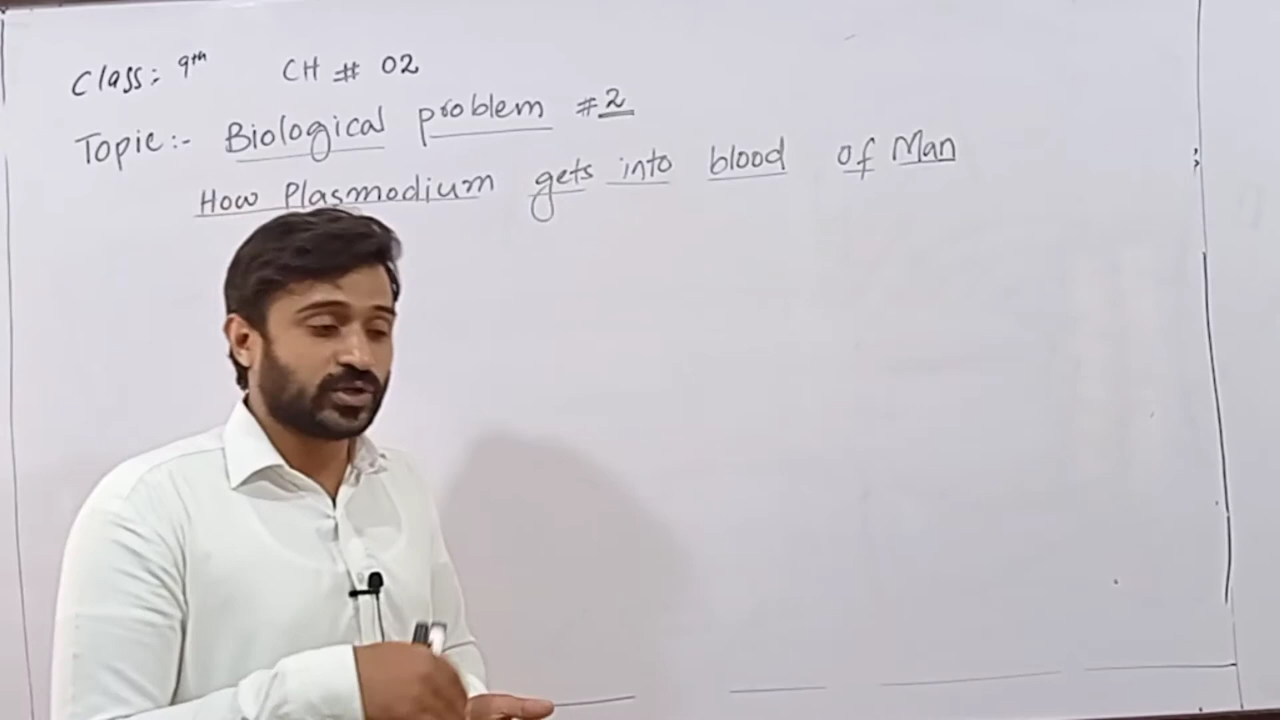 Class:- 9th CH # 02
Topic:- Biological problem #2
How Plasmodium gets into blood of Man